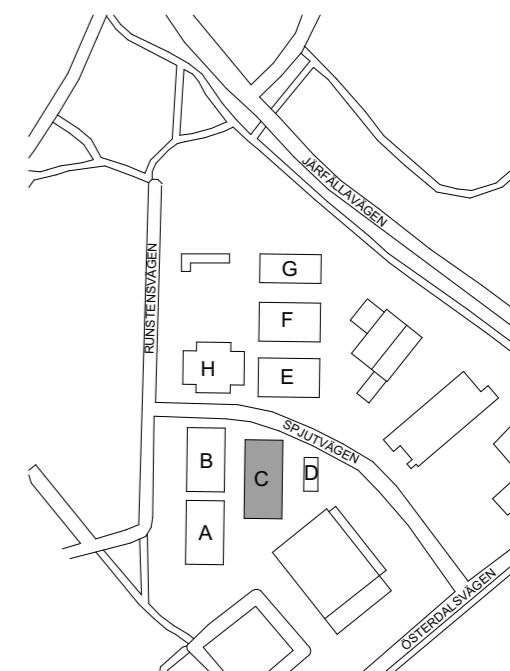 JÄRFÄLLAVÄGEN
RUNSTENSVÄGEN
G
F
H
E
SPJUTVÄGEN
B
C
D
A
ÖSTERDALSVÄGEN